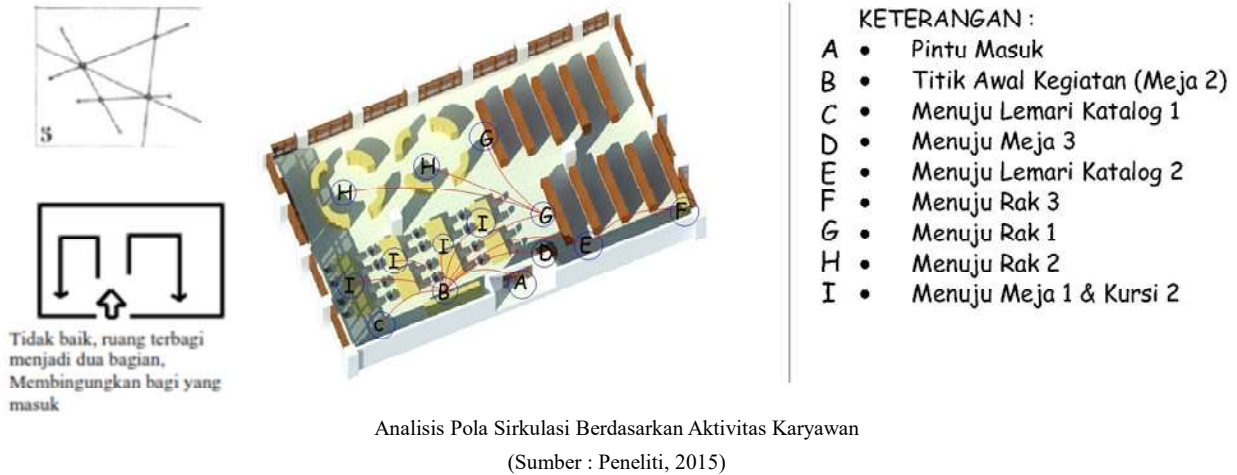 5
Tidak baik, ruang terbagi
menjadi dua bagian,
Membingungkan bagi yang
masuk
G
H
H
I
G
F
I
D
E
I
I
B
A
C
KETERANGAN :
A • Pintu Masuk
B • Titik Awal Kegiatan (Meja 2)
C • Menuju Lemari Katalog 1
D • Menuju Meja 3
E • Menuju Lemari Katalog 2
F • Menuju Rak 3
G • Menuju Rak 1
H • Menuju Rak 2
I • Menuju Meja 1 & Kursi 2
Analisis Pola Sirkulasi Berdasarkan Aktivitas Karyawan
(Sumber : Peneliti, 2015)